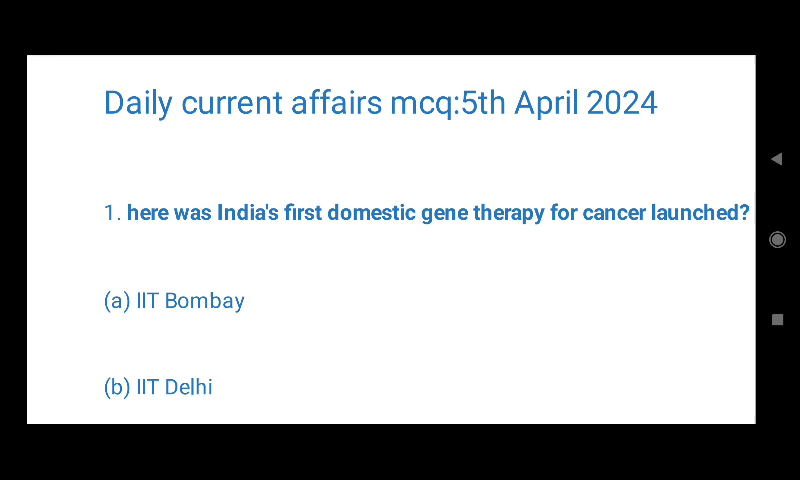 Daily current affairs mcq:5th April 2024
1. here was India's first domestic gene therapy for cancer launched?
(a) IIT Bombay
(b) IIT Delhi